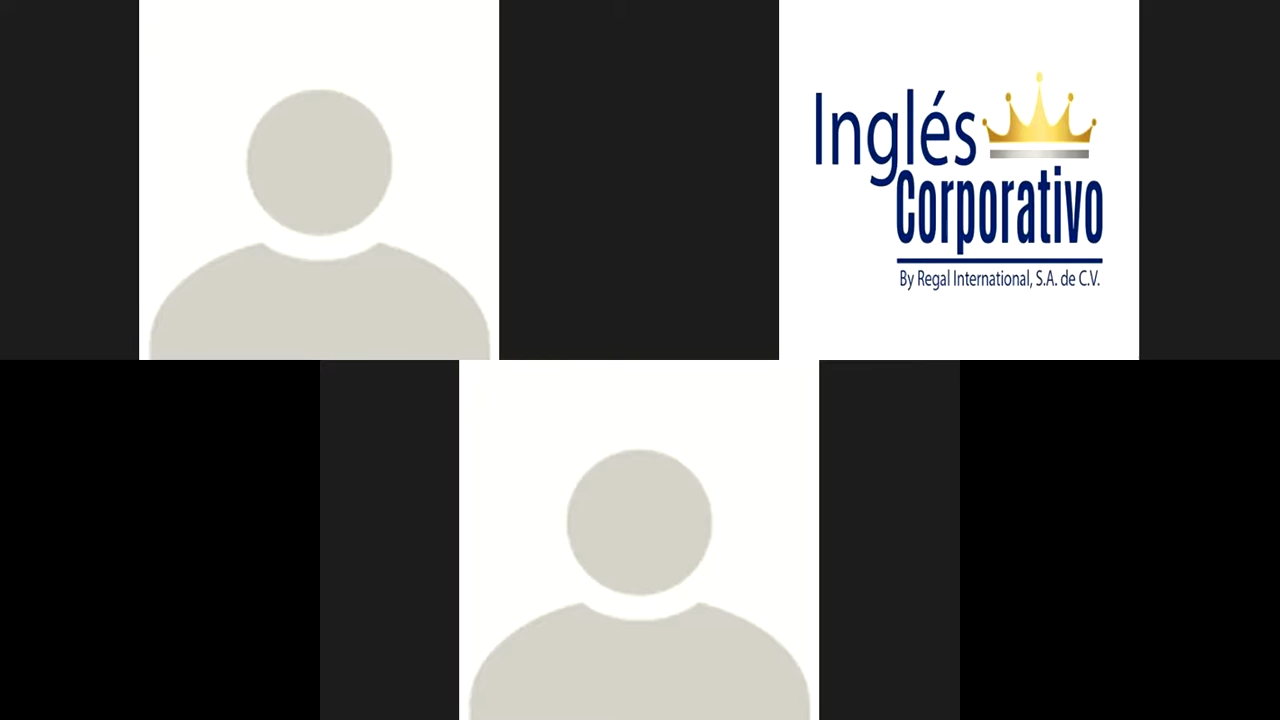 Inglés
Corporativo
By Regal International, S.A. de C.V.